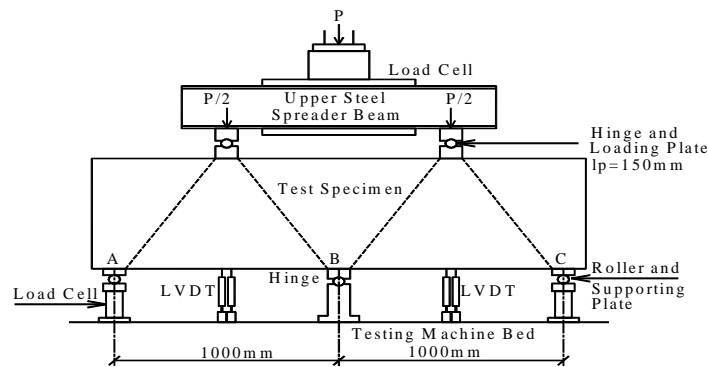 P
Load Cell
P/2
Upper Steel
Spreader Beam
P/2
Hinge and
Loading Plate
lp=150mm
Test Specimen
A
B
C
Hinge
Load Cell
LVDT
LVDT
Roller and
Supporting
Plate
Testing Machine Bed
1000mm
1000mm